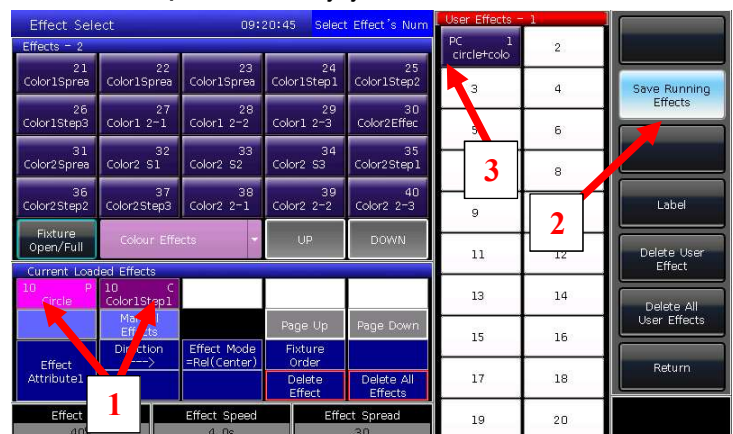 Effect Select 09:20:45 Select Effect's Num
Effects - 2
21 22 23 24 25
Color1Sprea Color1Sprea Color1Sprea Color1Step1 Color1Step2
26 27 28 29 30
Color1Step3 Color1 2-1 Color1 2-2 Color1 2-3 Color2Effec
31 32 33 34 35
Color2Sprea Color2 S1 Color2 S2 Color2 S3 Color2Step1
36 37 38 39 40
Color2Step2 Color2Step3 Color2 2-1 Color2 2-2 Color2 2-3
Fixture
Open/Full
Colour Effects
UP
DOWN
Current Loaded Effects
10 P
Circle
10 C
Color1Step1
Effects
Page Up
Page Down
Effect
Attribute1
Direction
--->
Effect Mode
=Rel(Center)
Fixture
Order
Delete
Effect
Delete All
Effects
Effect
Effect Speed
Effect Spread
4.0s
30
1
User Effects - 1
PC 1
circle+colo
2
3 4
5 6
8
9
11 12
13 14
15 16
17 18
19 20
3
2
Save Running
Effects
Label
Delete User
Effect
Delete All
User Effects
Return